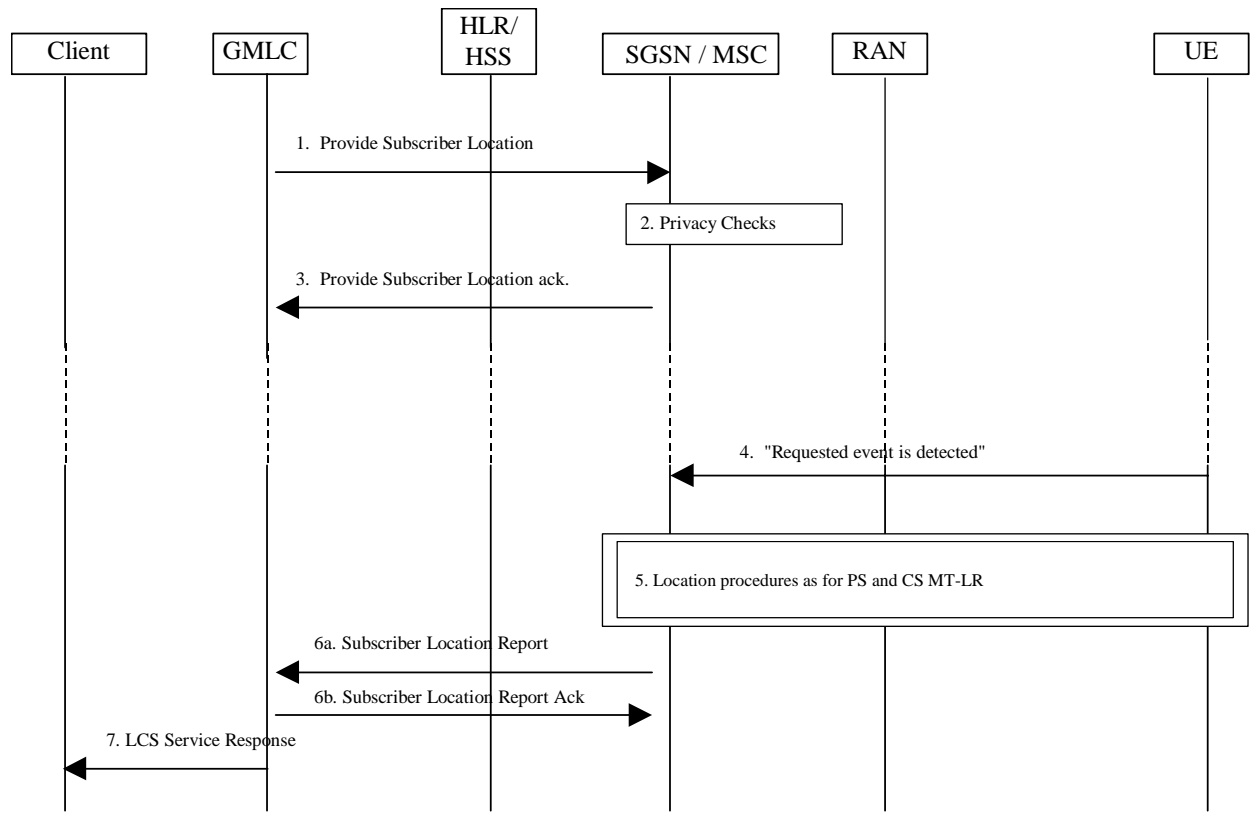 Client
GMLC
HLR/
HSS
SGSN / MSC
RAN
UE
1. Provide Subscriber Location
2. Privacy Checks
3. Provide Subscriber Location ack.
4. "Requested event is detected"
5. Location procedures as for PS and CS MT-LR
6a. Subscriber Location Report
6b. Subscriber Location Report Ack
7. LCS Service Response